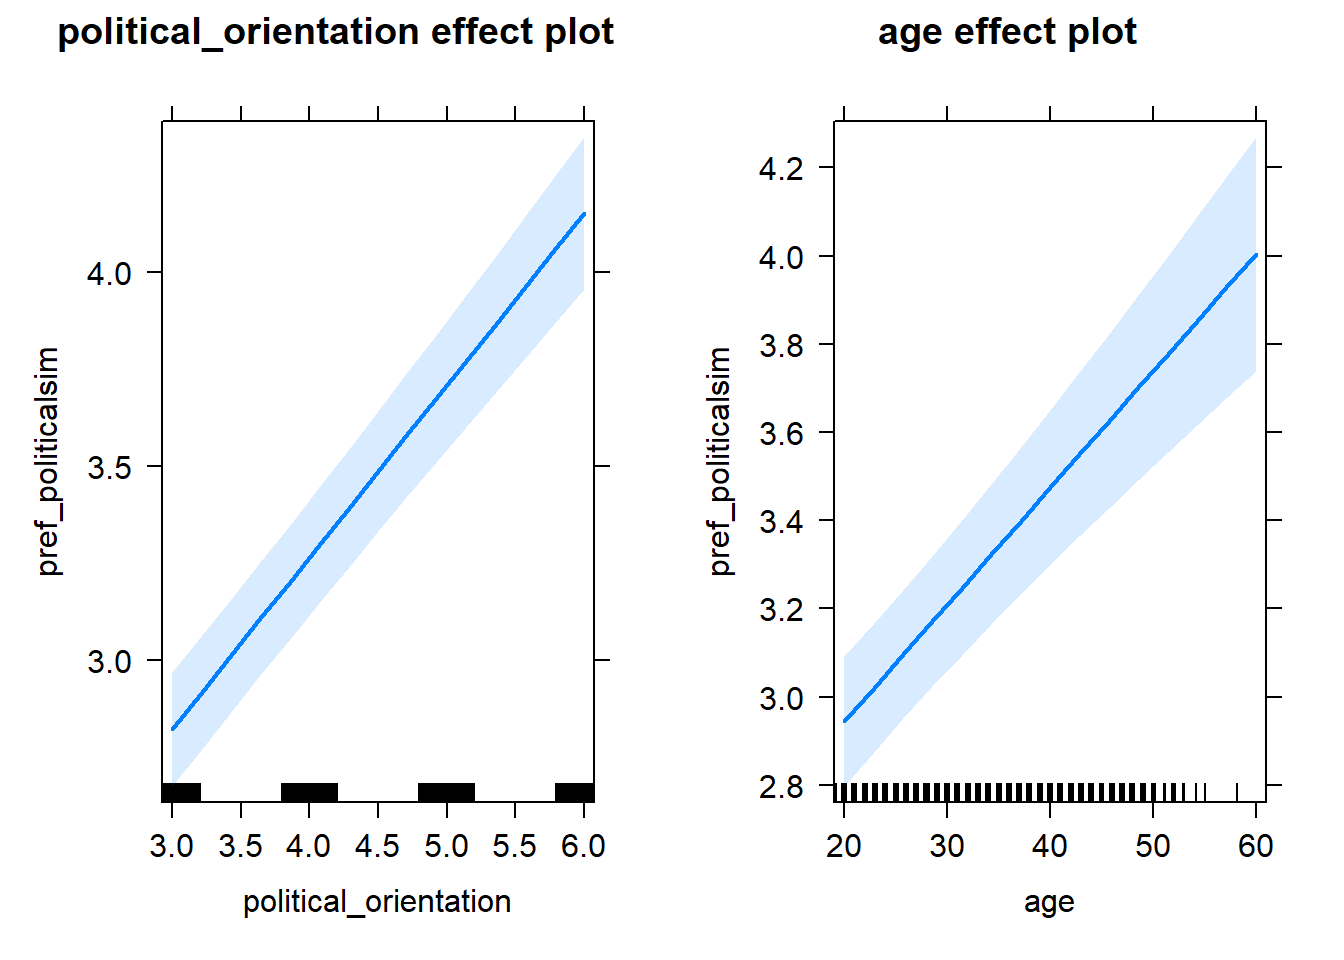 political_orientation effect plot
pref_politicalsim
4.0
3.5
3.0
3.0 3.5 4.0 4.5 5.0 5.5 6.0
political_orientation
age effect plot
pref_politicalsim
4.2
4.0
3.8
3.6
3.4
3.2
3.0
2.8
20 30 40 50 60
age